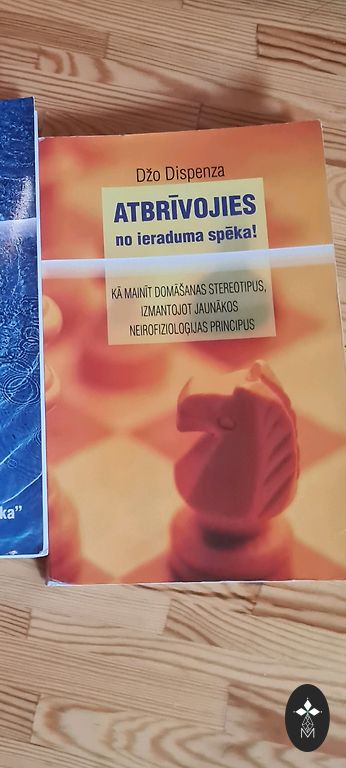 Džo Dispenza
ATBRĪVOJIES
no ieraduma spēka!
KĀ MAINĪT DOMĀŠANAS STEREOTIPUS,
IZMANTOJOT JAUNĀKOS
NEIROFIZIOLOĢIJAS PRINCIPUS
ka”
M